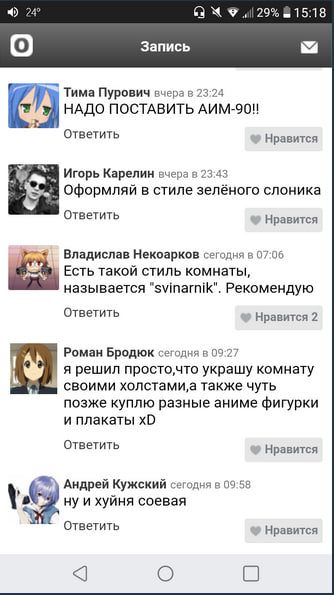 24°
29% 15:18
Запись
Тима Пурович вчера в 23:24
НАДО ПОСТАВИТЬ АИМ-90!!
Ответить
Нравится
Игорь Карелин вчера в 23:43
Оформляй в стиле зелёного слоника
Ответить
Нравится
Владислав Некоарков сегодня в 07:06
Есть такой стиль комнаты,
называется "svinarnik". Рекомендую
Ответить
Нравится 2
Роман Бродюк сегодня в 09:27
я решил просто,что украшу комнату
своими холстами,а также чуть
позже куплю разные аниме фигурки
и плакаты xD
Ответить
Нравится
Андрей Кужский сегодня в 09:58
ну и хуйня соевая
Ответить
Нравится